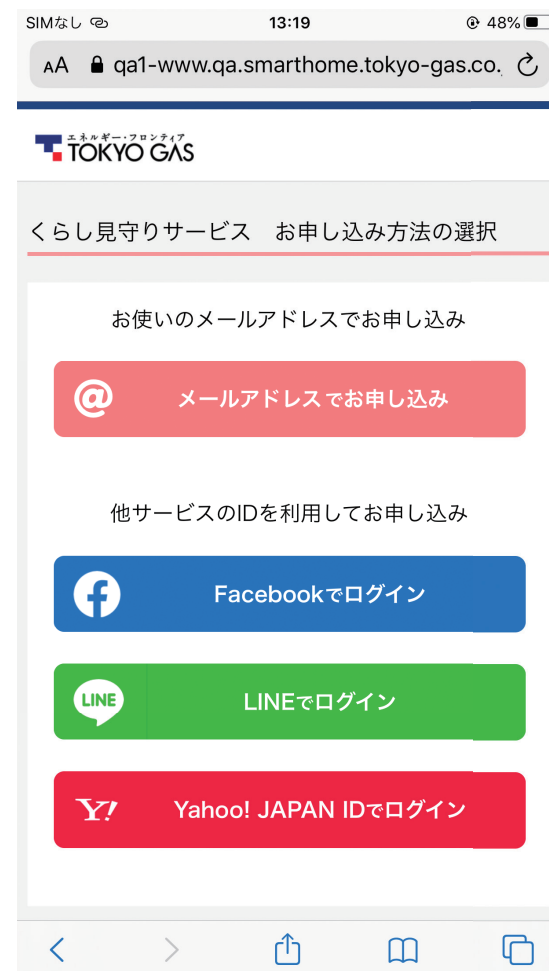 SIMなし 13:19 48%
AA qa1-www.qa.smarthome.tokyo-gas.co.
エネルギー・フロンティア
TOKYO GAS
くらし見守りサービス　お申し込み方法の選択
お使いのメールアドレスでお申し込み
@ メールアドレスでお申し込み
他サービスのIDを利用してお申し込み
Facebookでログイン
LINE LINEでログイン
Y! Yahoo! JAPAN IDでログイン